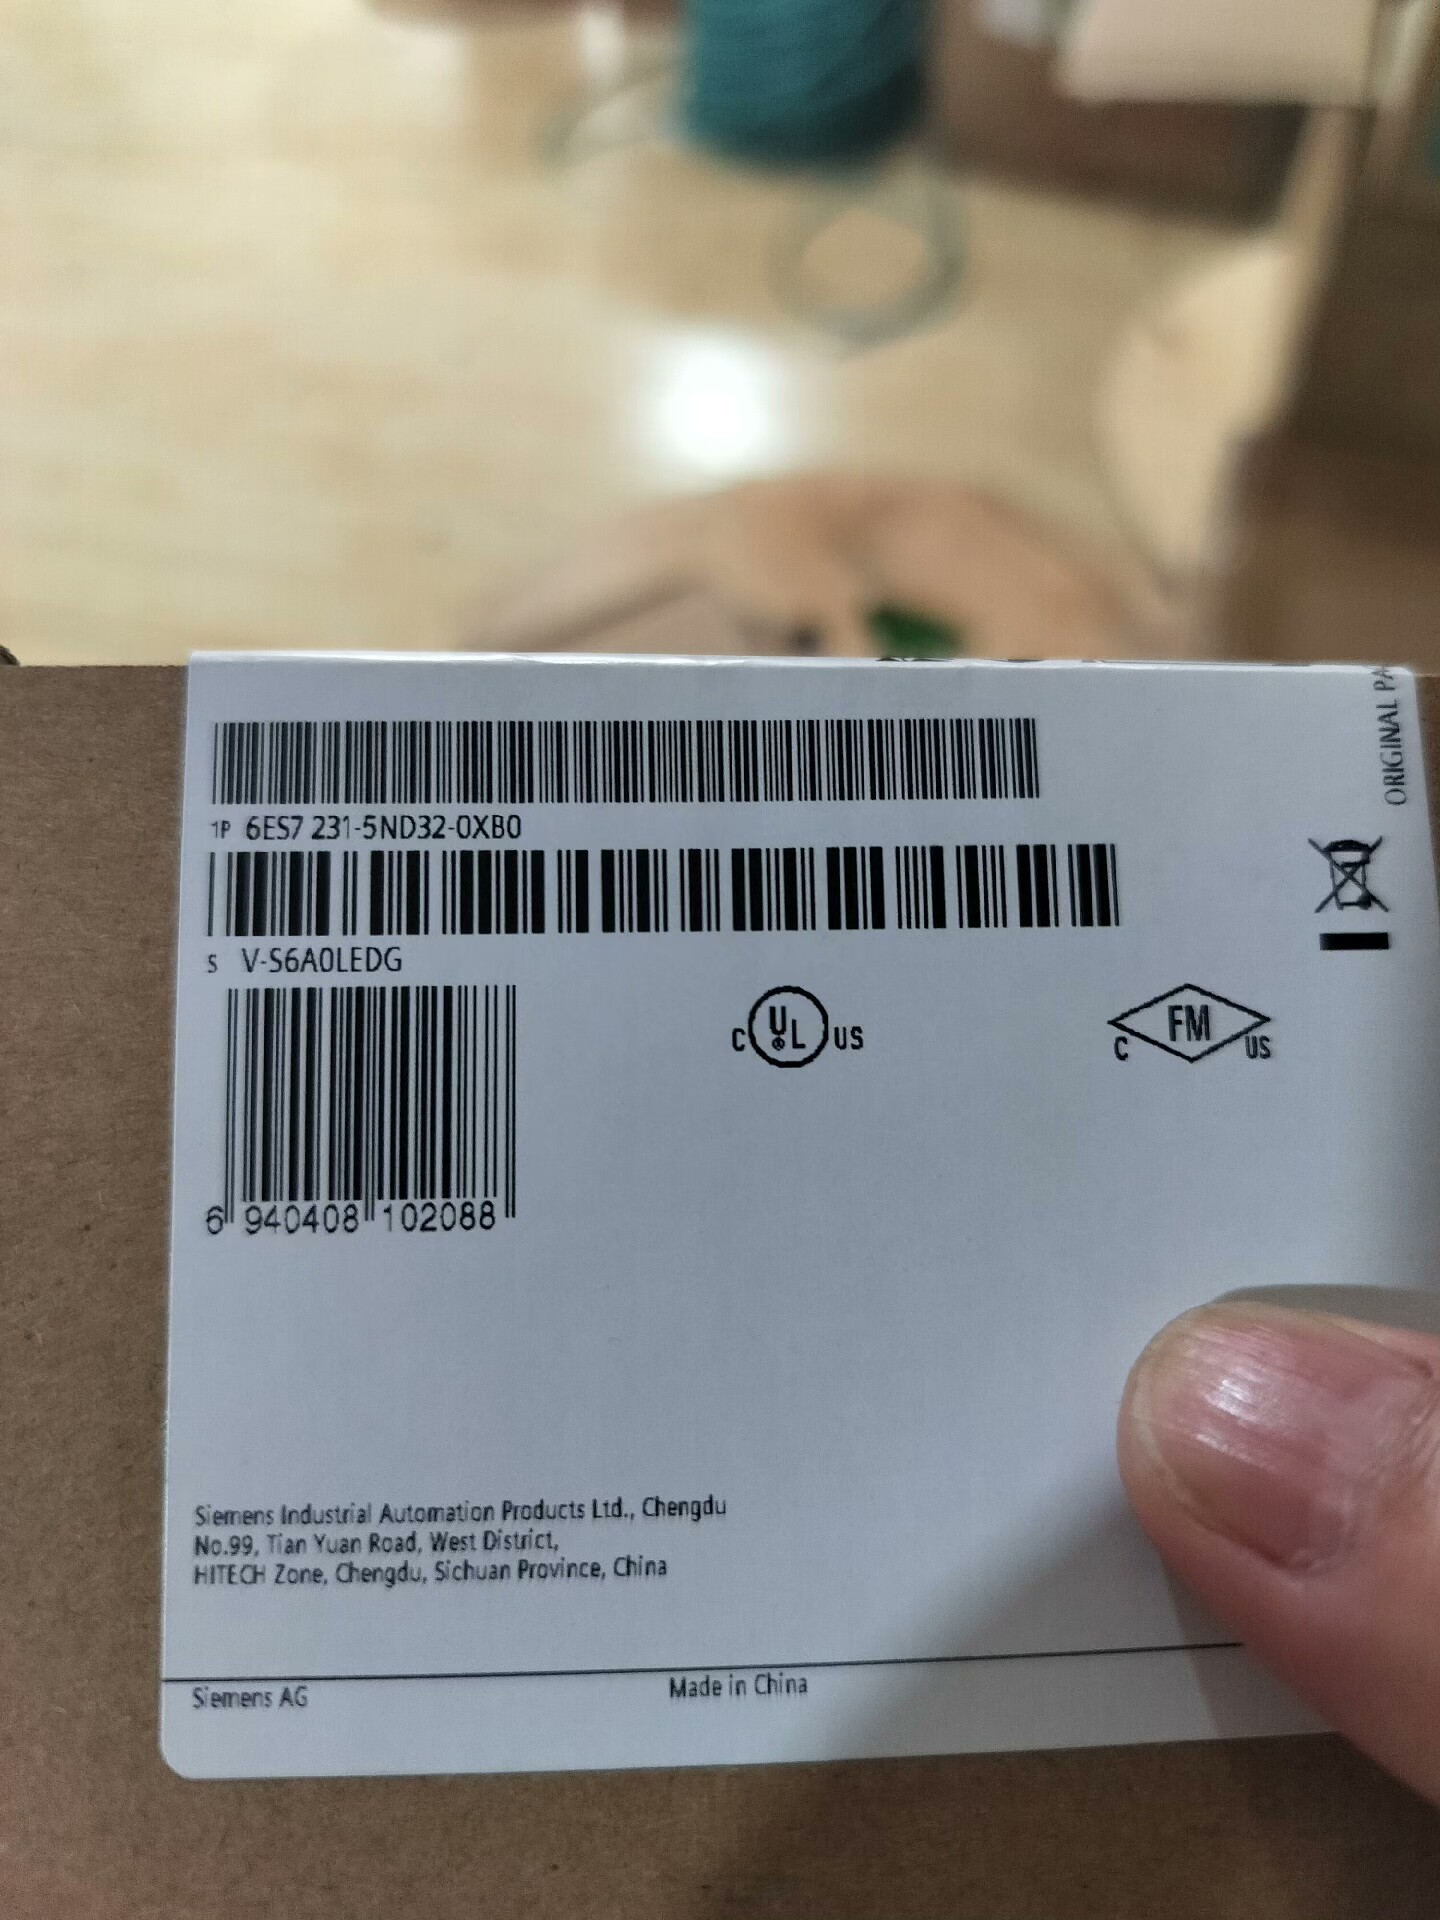 ORIGINAL PA
1P 6ES7 231-5ND32-0XB0
S V-S6A0LEDG
C UL US
C FM US
6 940408 102088
Siemens Industrial Automation Products Ltd., Chengdu
No.99, Tian Yuan Road, West District,
HITECH Zone, Chengdu, Sichuan Province, China
Siemens AG
Made in China